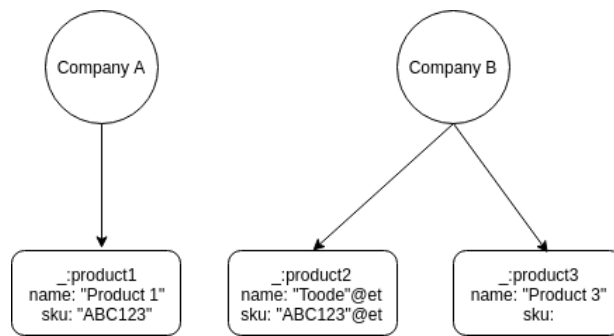 Company A
Company B
_:product1
name: "Product 1"
sku: "ABC123"
_:product2
name: "Toode"@et
sku: "ABC123"@et
_:product3
name: "Product 3"
sku: